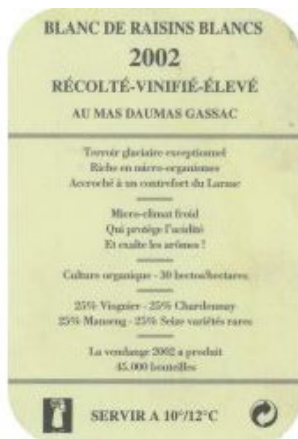 BLANC DE RAISINS BLANCS
2002
RÉCOLTÉ-VINIFIÉ-ÉLEVÉ
AU MAS DAUMAS GASSAC
Terroir glaciaire exceptionnel
Riche en micro-organismes
Accroché à un contrefort du Larzac
Micro-climat froid
Qui protège l'acidité
Et exalte les arômes !
Culture organique - 30 hectos/hectares
25% Viognier - 25% Chardonnay
25% Manseng - 25% Seize variétés rares
La vendange 2002 a produit
45.000 bouteilles
SERVIR A 10°/12°C